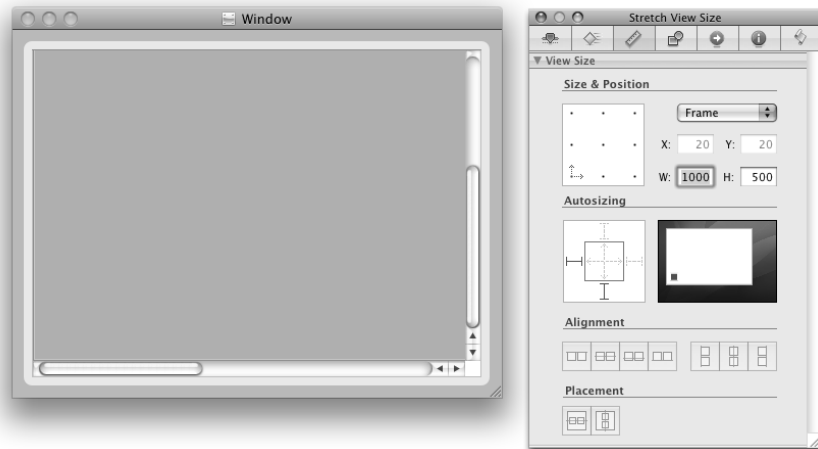 Window
Stretch View Size
View Size
Size & Position
Frame
X: 20 Y: 20
W: 1000 H: 500
Autosizing
Alignment
Placement